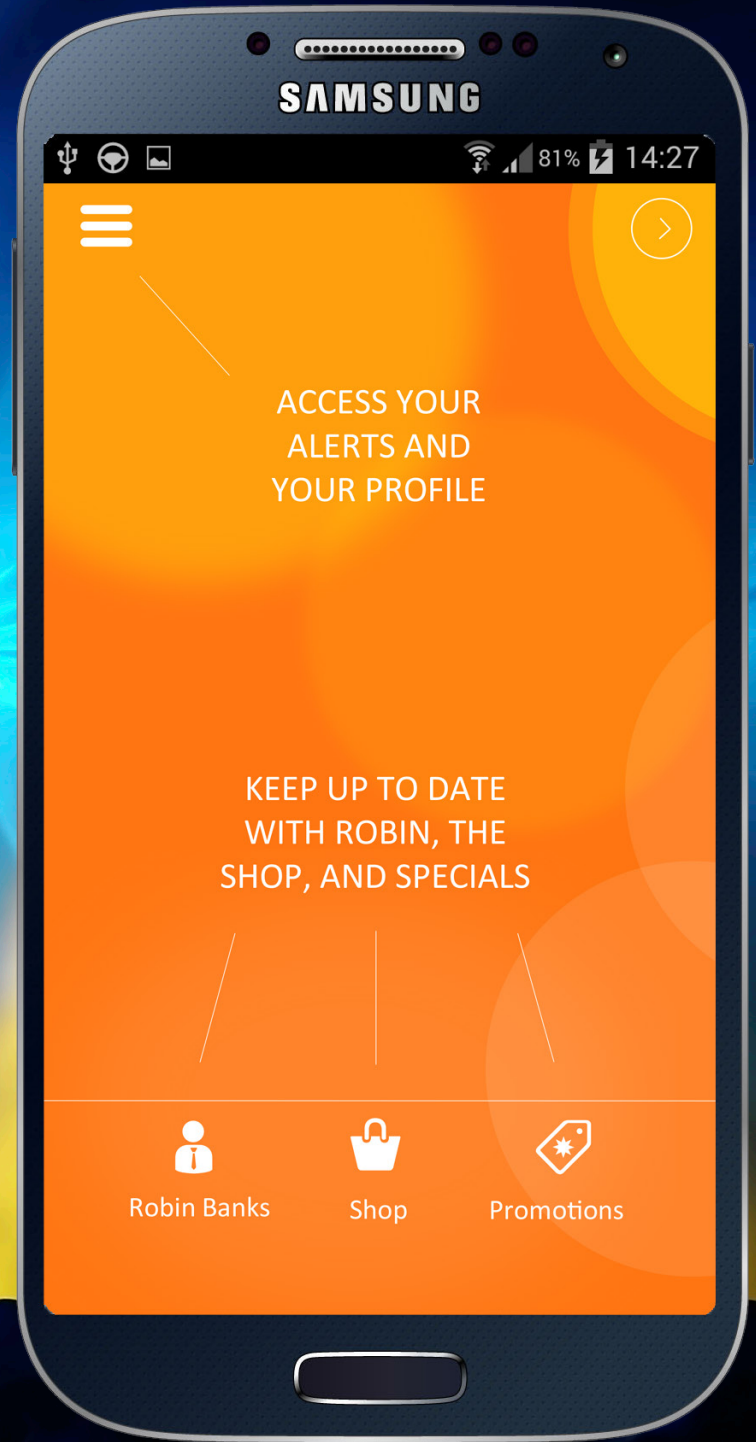 SAMSUNG
81% 14:27
ACCESS YOUR
ALERTS AND
YOUR PROFILE
KEEP UP TO DATE
WITH ROBIN, THE
SHOP, AND SPECIALS
Robin Banks Shop Promotions